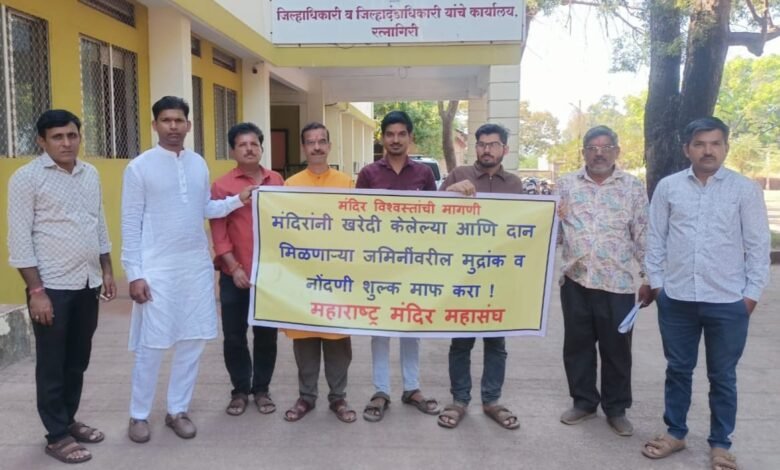 जिल्हाधिकारी व जिल्हादंडाधिकारी यांचे कार्यालय,
रत्नागिरी
मंदिर विश्वस्तांची मागणी
मंदिरांनी खरेदी केलेल्या आणि दान
मिळणाऱ्या जमिनींवरील मुद्रांक व
नोंदणी शुल्क माफ करा !
महाराष्ट्र मंदिर महासंघ